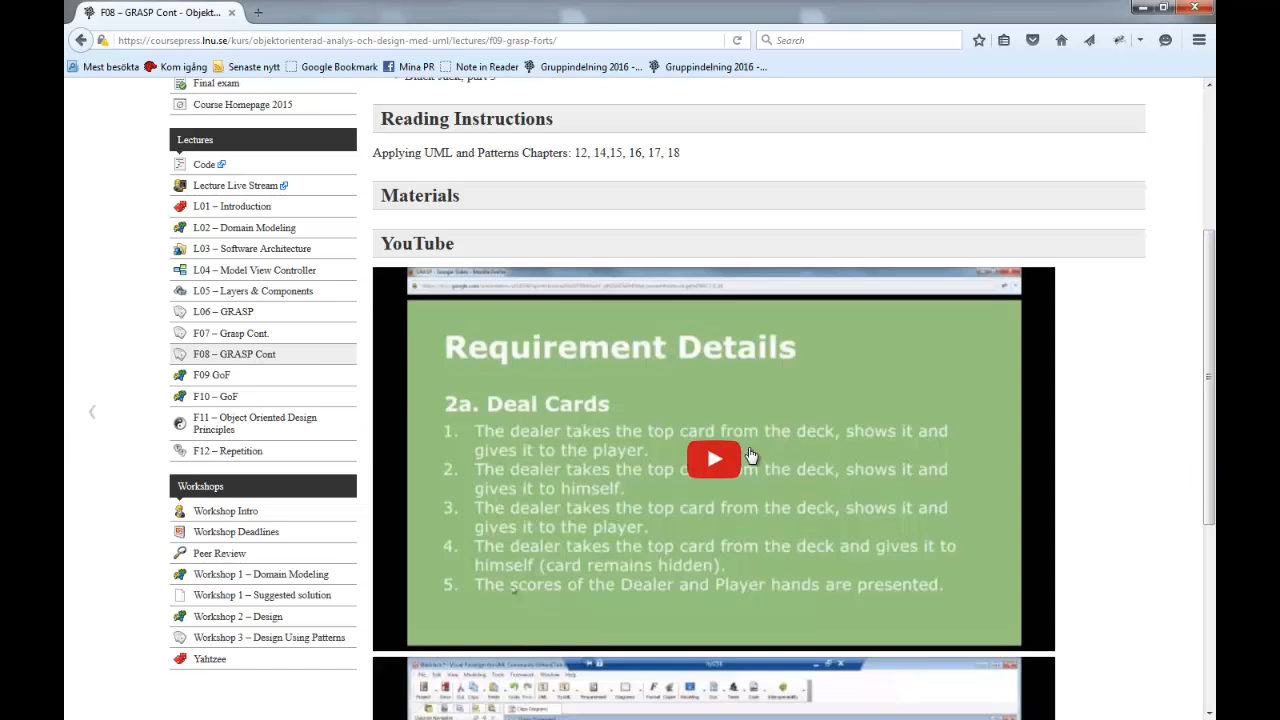 F08 – GRASP Cont - Objekt...
https://coursepress.lnu.se/kurs/objektorienterad-analys-och-design-med-uml/lectures/f09-grasp-forts/
Search
Mest besökta
Kom igång
Senaste nytt
Google Bookmark
Mina PR
Note in Reader
Gruppindelning 2016 -...
Gruppindelning 2016 -...
Final exam
Course Homepage 2015
Lectures
Code
Lecture Live Stream
L01 – Introduction
L02 – Domain Modeling
L03 – Software Architecture
L04 – Model View Controller
L05 – Layers & Components
L06 – GRASP
F07 – Grasp Cont.
F08 – GRASP Cont
F09 GoF
F10 – GoF
F11 – Object Oriented Design
Principles
F12 – Repetition
Workshops
Workshop Intro
Workshop Deadlines
Peer Review
Workshop 1 – Domain Modeling
Workshop 1 – Suggested solution
Workshop 2 – Design
Workshop 3 – Design Using Patterns
Yahtzee
Reading Instructions
Applying UML and Patterns Chapters: 12, 14,15, 16, 17, 18
Materials
YouTube
Requirement Details
2a. Deal Cards
1. The dealer takes the top card from the deck, shows it and
gives it to the player.
2. The dealer takes the top from the deck, shows it and
gives it to himself.
3. The dealer takes the top card from the deck, shows it and
gives it to the player.
4. The dealer takes the top card from the deck and gives it to
himself (card remains hidden).
5. The scores of the Dealer and Player hands are presented.